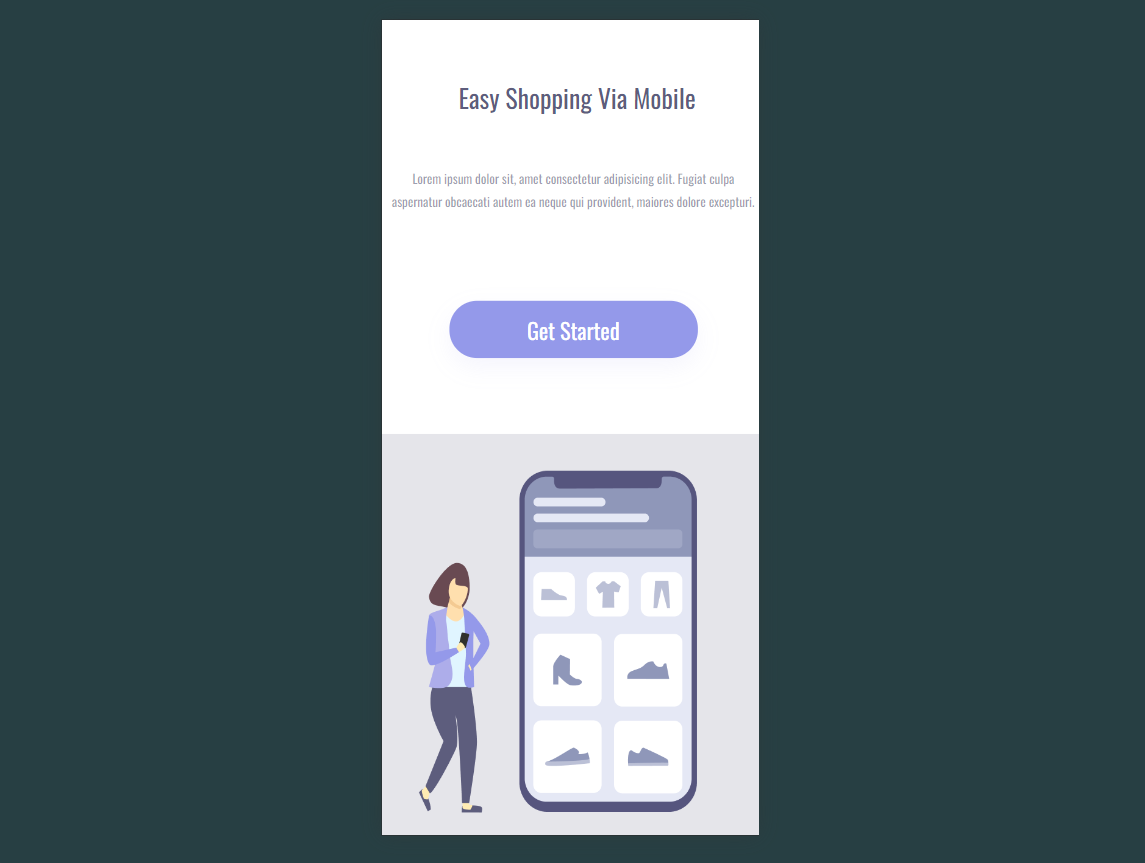 Easy Shopping Via Mobile
Lorem ipsum dolor sit, amet consectetur adipisicing elit. Fugiat culpa
aspernatur obcaecati autem ea neque qui provident, maiores dolore excepturi.
Get Started